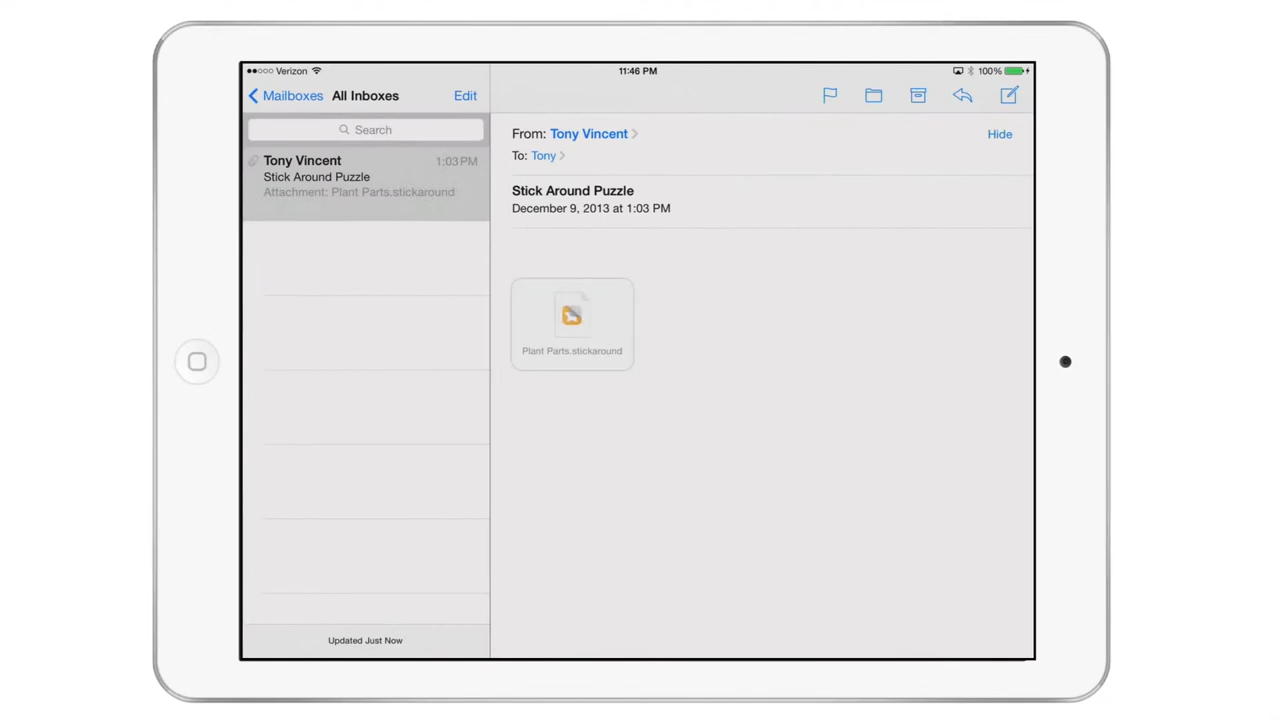 Verizon
11:46 PM
100%
Mailboxes
All Inboxes
Edit
Search
Tony Vincent
1:03 PM
Stick Around Puzzle
Attachment: Plant Parts.stickaround
Updated Just Now
From: Tony Vincent
Hide
To: Tony
Stick Around Puzzle
December 9, 2013 at 1:03 PM
Plant Parts.stickaround